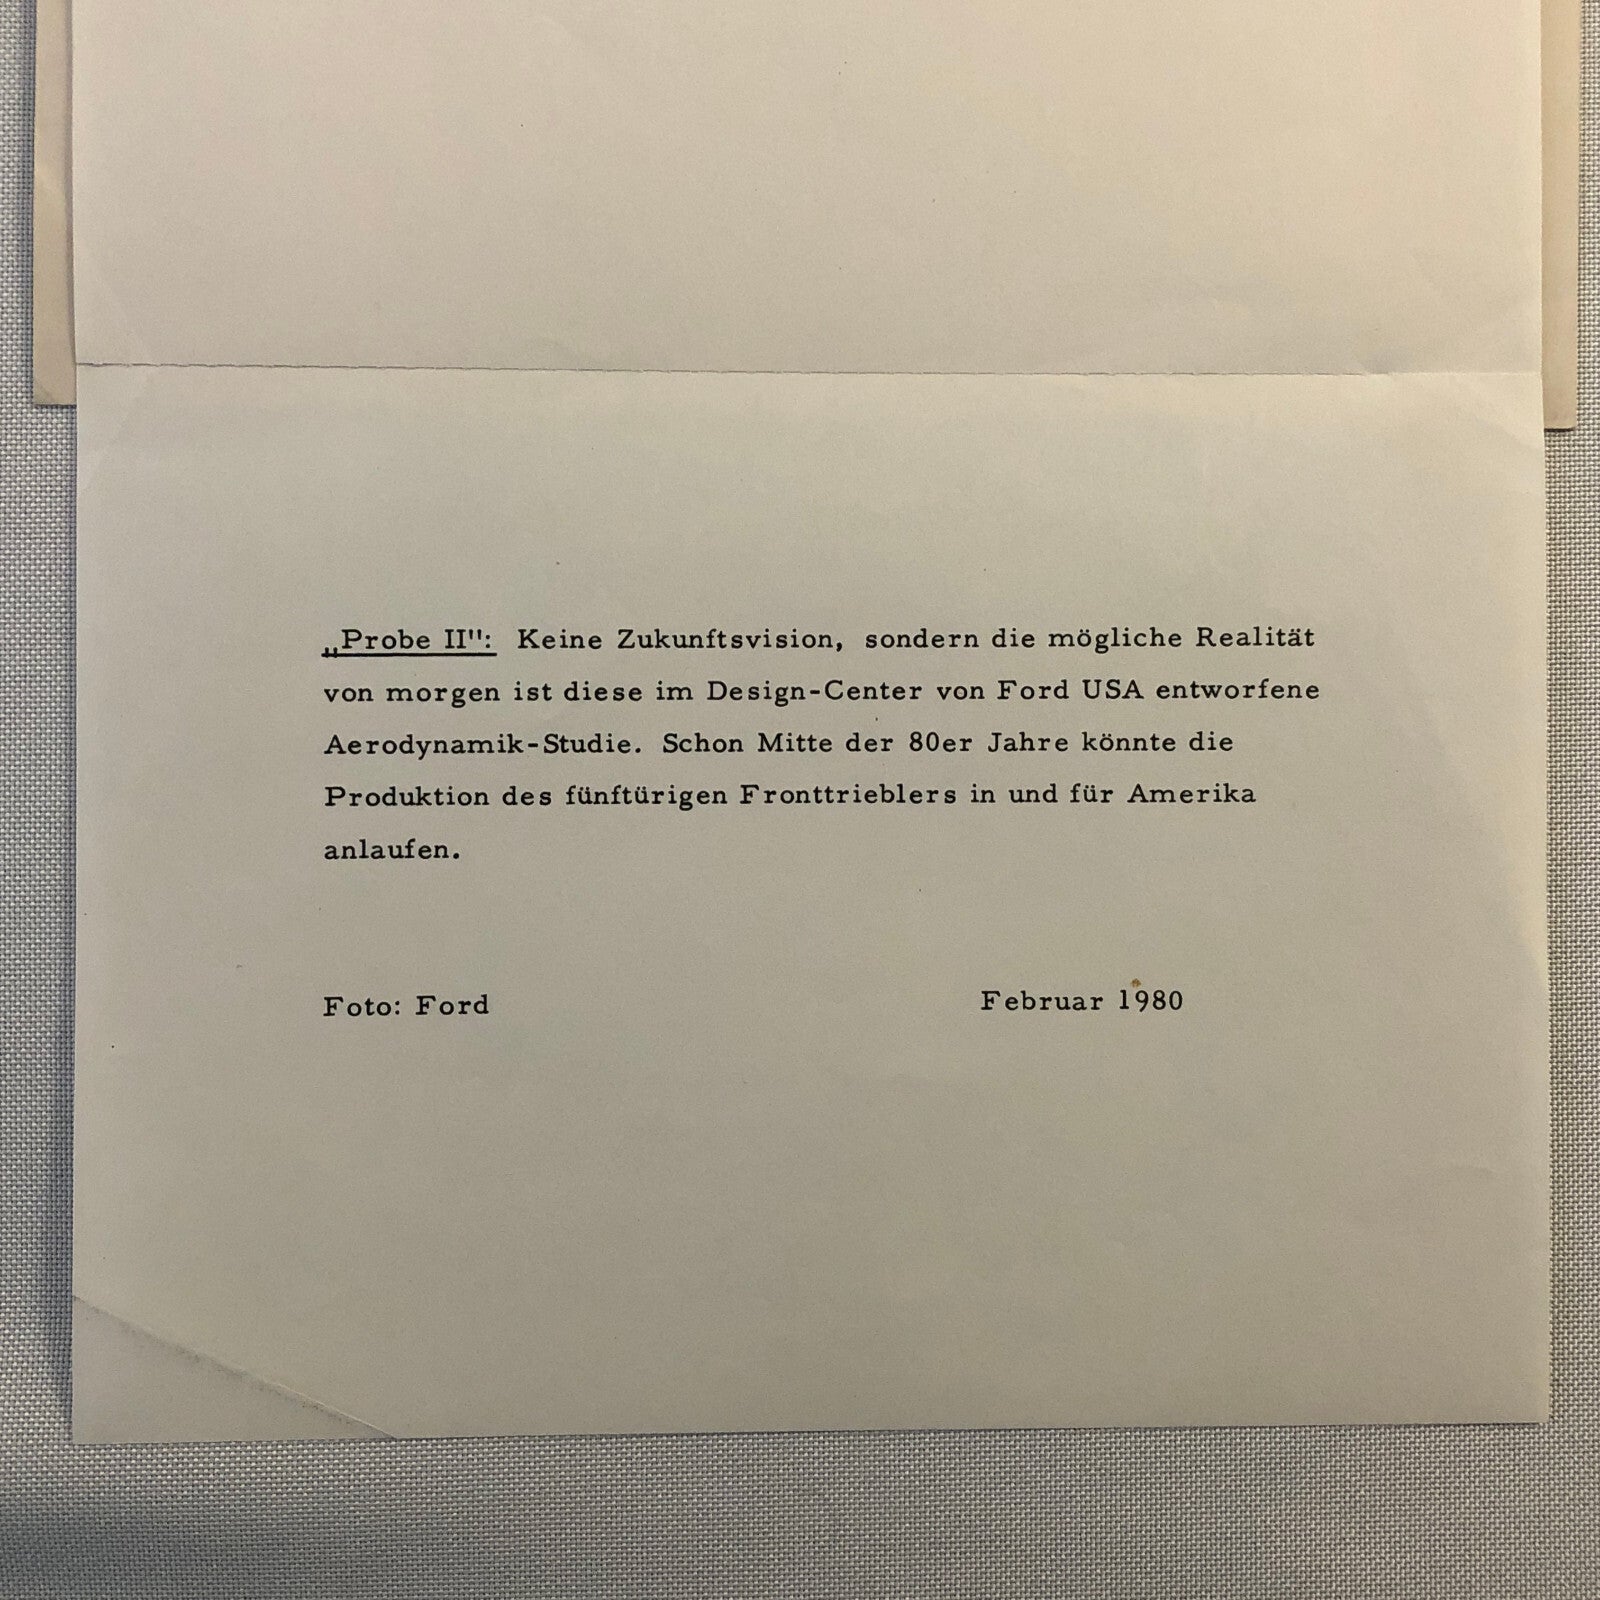 „Probe II": Keine Zukunftsvision, sondern die mögliche Realität
von morgen ist diese im Design-Center von Ford USA entworfene
Aerodynamik-Studie. Schon Mitte der 80er Jahre könnte die
Produktion des fünftürigen Fronttrieblers in und für Amerika
anlaufen.
Foto: Ford Februar 1980